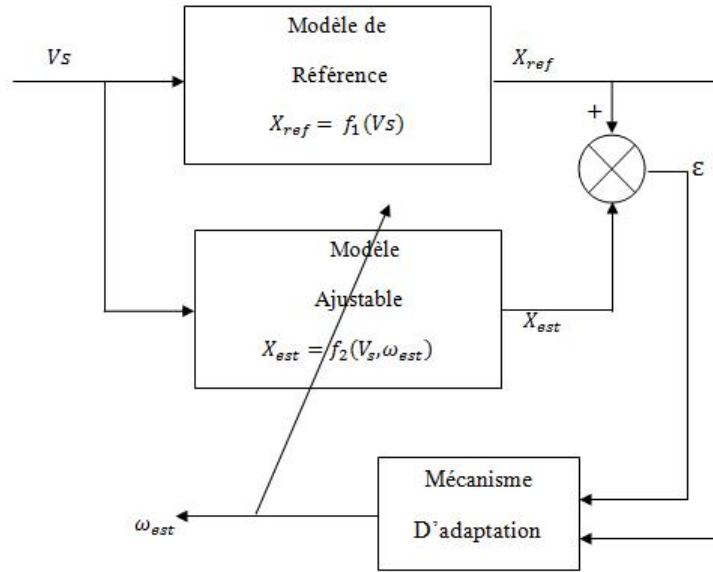 Modèle de
Référence
X_ref = f_1(Vs)
Vs
X_ref
+
ε
Modèle
Ajustable
X_est = f_2(V_s,ω_est)
X_est
Mécanisme
D'adaptation
ω_est